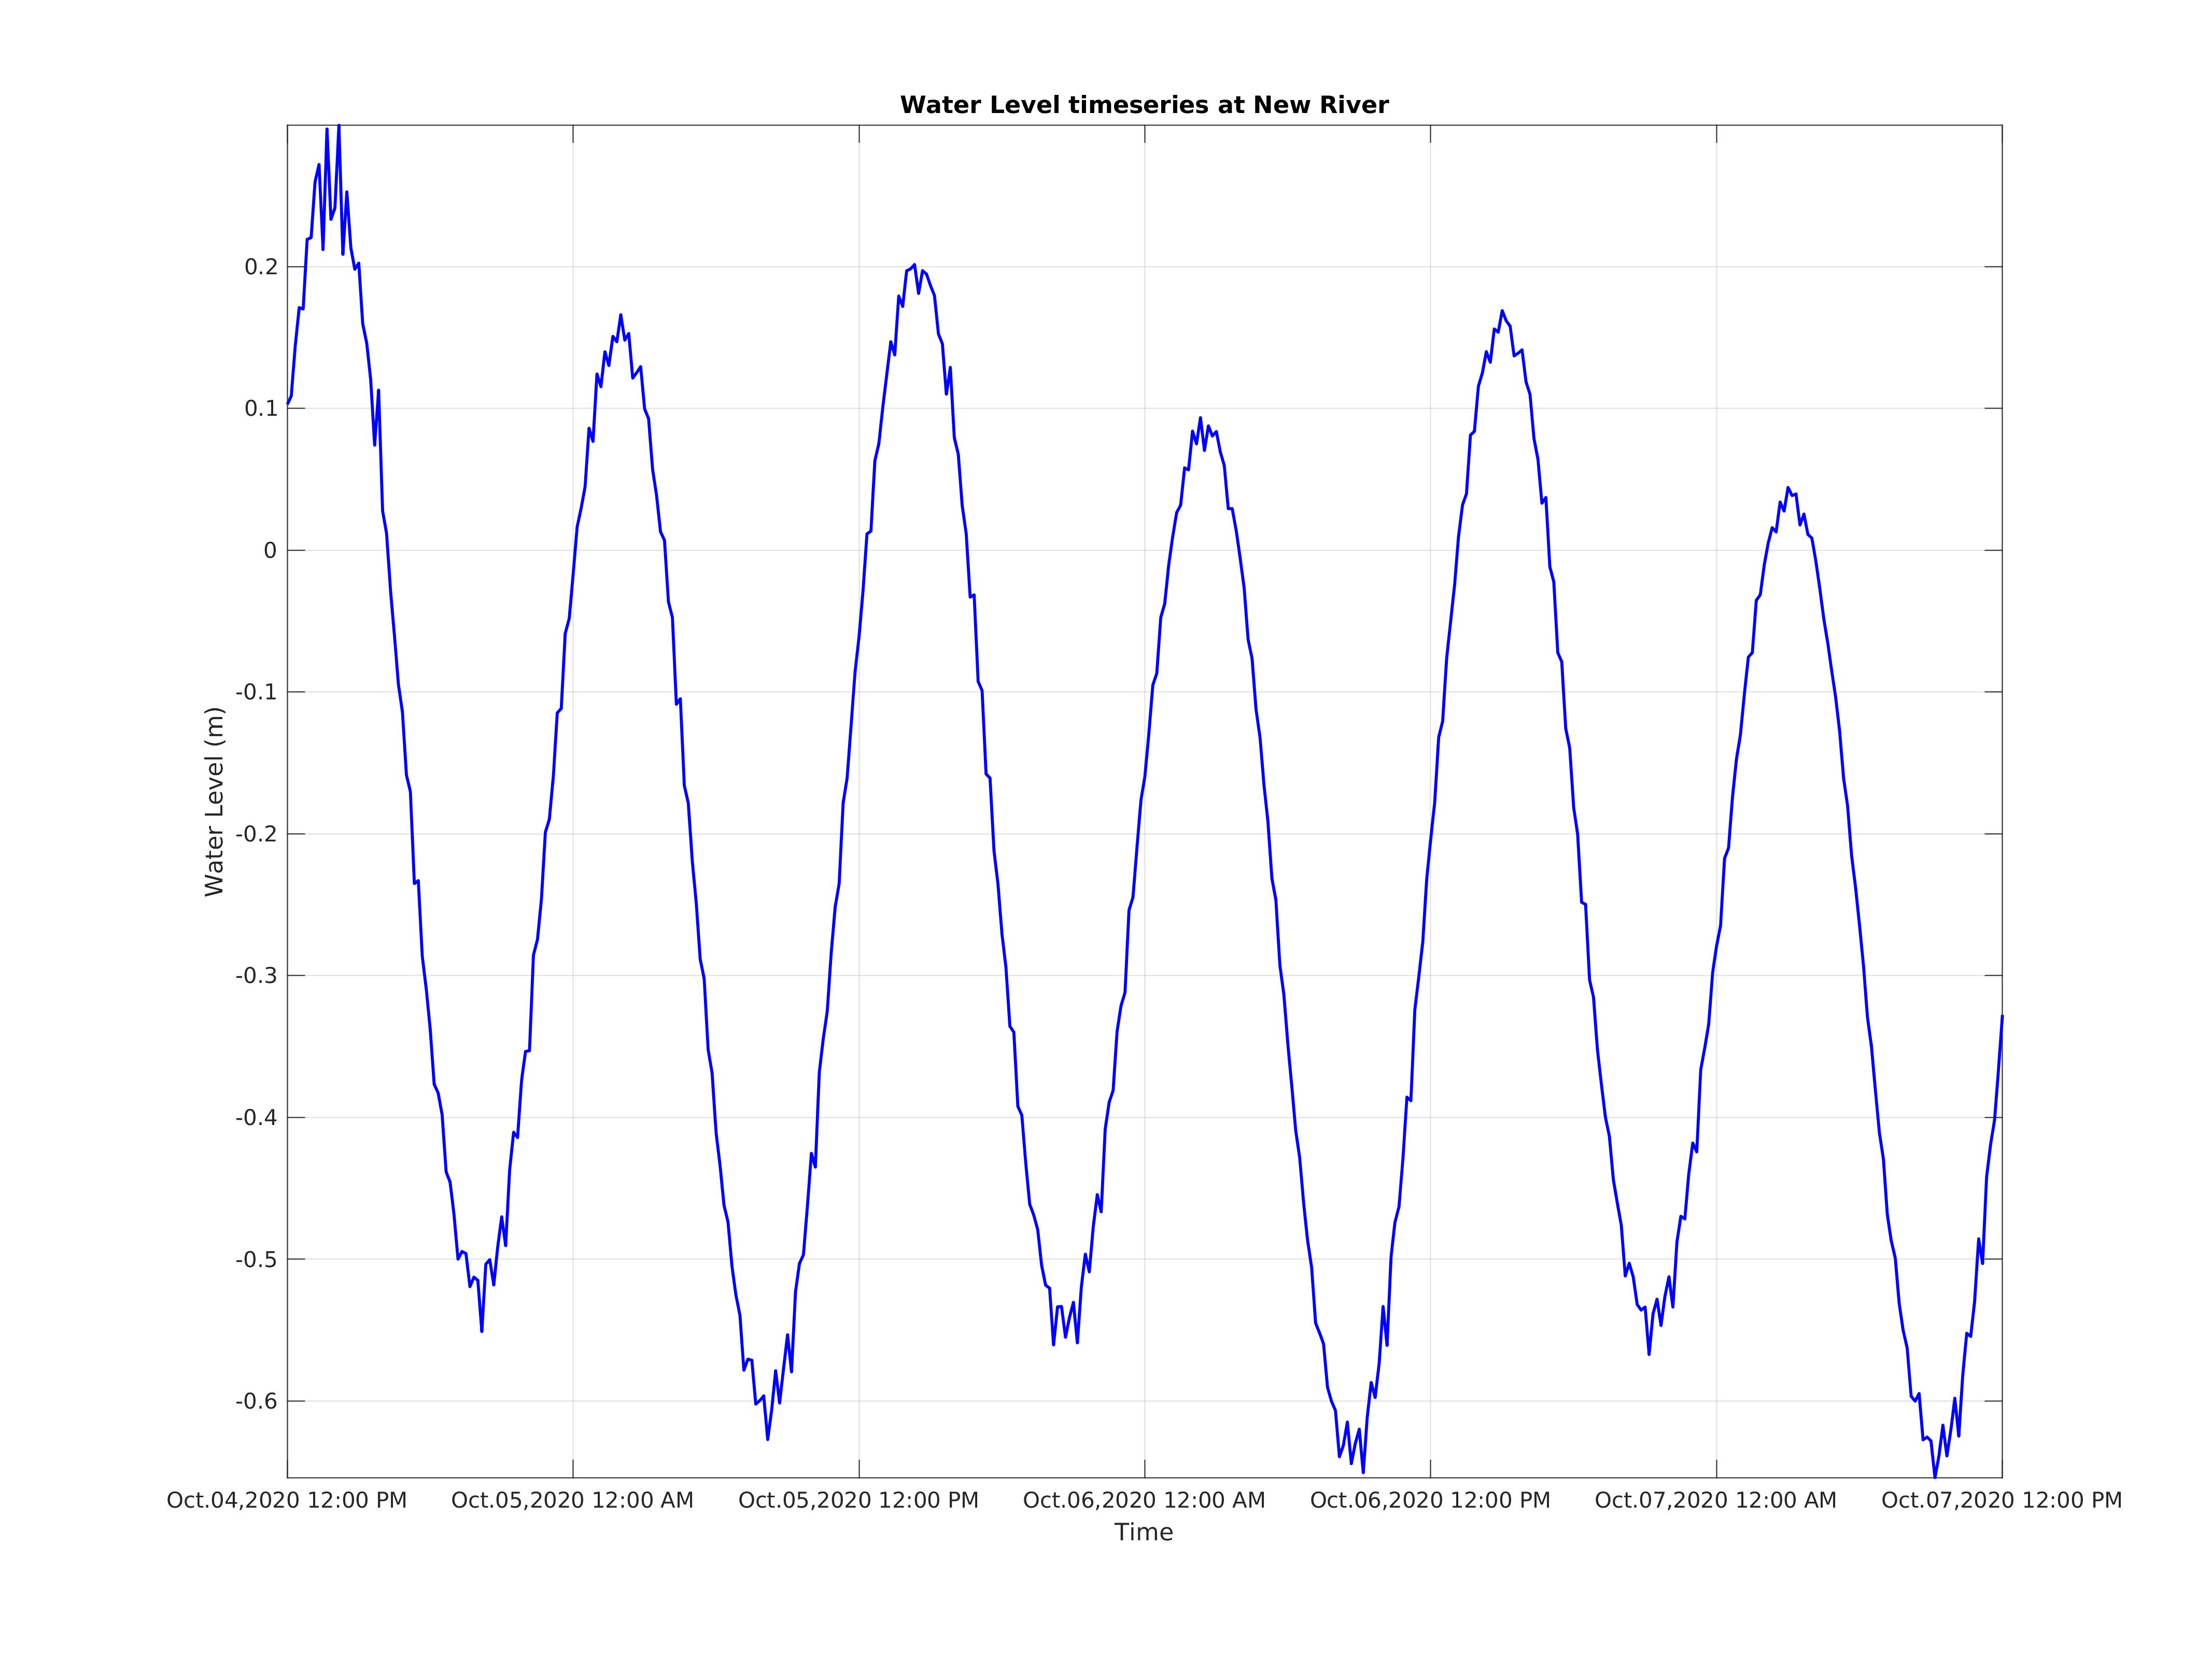 Water Level timeseries at New River
0.2
0.1
0
-0.1
-0.2
-0.3
-0.4
-0.5
-0.6
Water Level (m)
Oct.04,2020 12:00 PM Oct.05,2020 12:00 AM Oct.05,2020 12:00 PM Oct.06,2020 12:00 AM Oct.06,2020 12:00 PM Oct.07,2020 12:00 AM Oct.07,2020 12:00 PM
Time